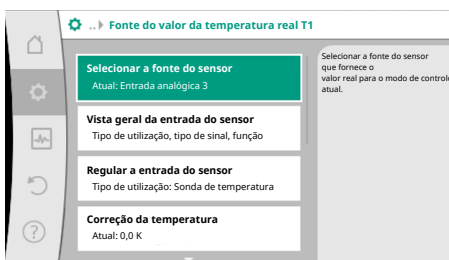 ..▸ Fonte do valor da temperatura real T1
Selecionar a fonte do sensor
Atual: Entrada analógica 3
Vista geral da entrada do sensor
Tipo de utilização, tipo de sinal, função
Regular a entrada do sensor
Tipo de utilização: Sonda de temperatura
Correção da temperatura
Atual: 0,0 K
Selecionar a fonte do sensor
que fornece o
valor real para o modo de controlo
atual.
?